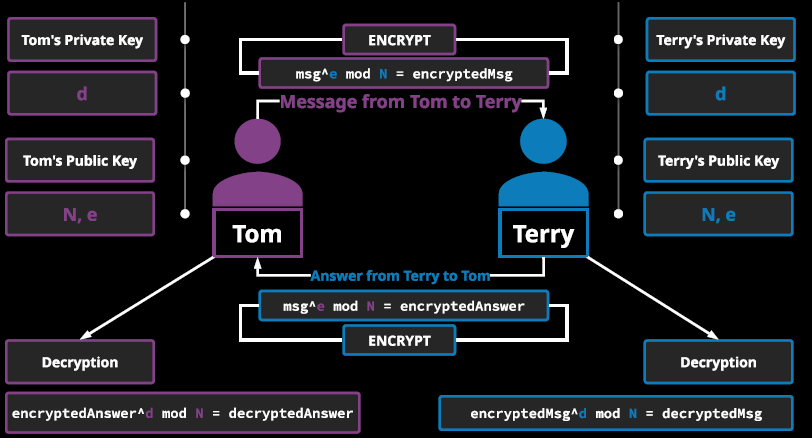 Tom's Private Key
d
Tom's Public Key
N, e
ENCRYPT
msg^e mod N = encryptedMsg
Message from Tom to Terry
Terry's Private Key
d
Terry's Public Key
N, e
Tom
Terry
Answer from Terry to Tom
msg^e mod N = encryptedAnswer
ENCRYPT
Decryption
encryptedAnswer^d mod N = decryptedAnswer
Decryption
encryptedMsg^d mod N = decryptedMsg